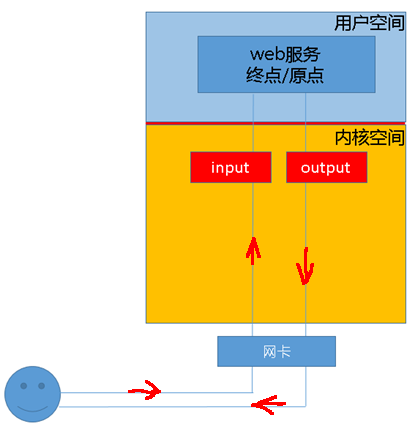 用户空间
web服务
终点/原点
内核空间
input
output
网卡